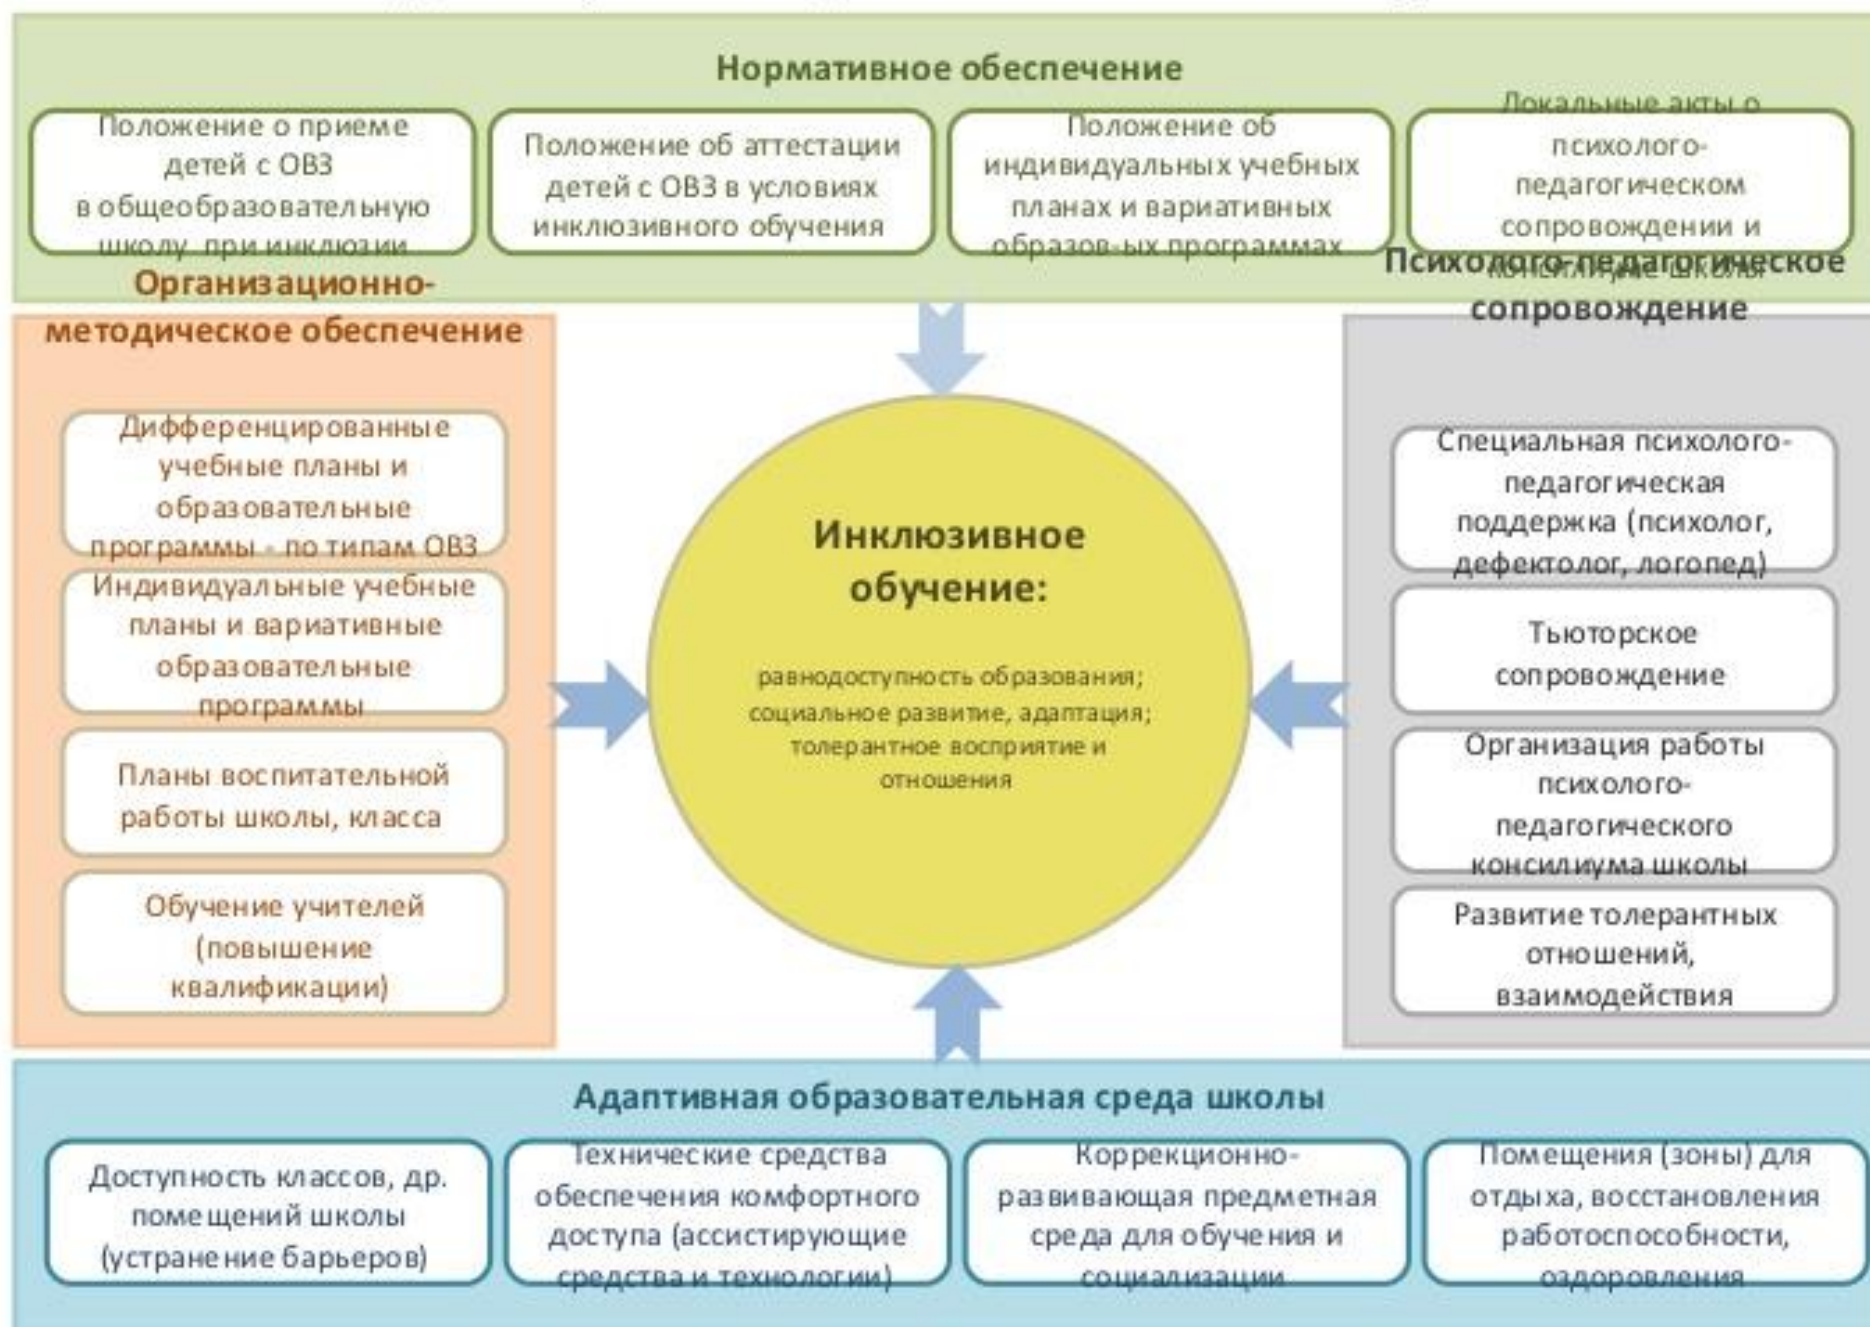 Нормативное обеспечение
Положение о приеме
детей с ОВЗ
в общеобразовательную
школу при инклюзии
Положение об аттестации
детей с ОВЗ в условиях
инклюзивного обучения
Положение об
индивидуальных учебных
планах и вариативных
образов-ых программах
Локальные акты о
психолого-
педагогическом
сопровождении и
консилиуме школы
Организационно-
методическое обеспечение
Дифференцированные
учебные планы и
образовательные
программы - по типам ОВЗ
Индивидуальные учебные
планы и вариативные
образовательные
программы
Планы воспитательной
работы школы, класса
Обучение учителей
(повышение
квалификации)
Инклюзивное
обучение:
равнодоступность образования;
социальное развитие, адаптация;
толерантное восприятие и
отношения
Психолого-педагогическое
сопровождение
Специальная психолого-
педагогическая
поддержка (психолог,
дефектолог, логопед)
Тьюторское
сопровождение
Организация работы
психолого-
педагогического
консилиума школы
Развитие толерантных
отношений,
взаимодействия
Адаптивная образовательная среда школы
Доступность классов, др.
помещений школы
(устранение барьеров)
Технические средства
обеспечения комфортного
доступа (ассистирующие
средства и технологии)
Коррекционно-
развивающая предметная
среда для обучения и
социализации
Помещения (зоны) для
отдыха, восстановления
работоспособности,
оздоровления